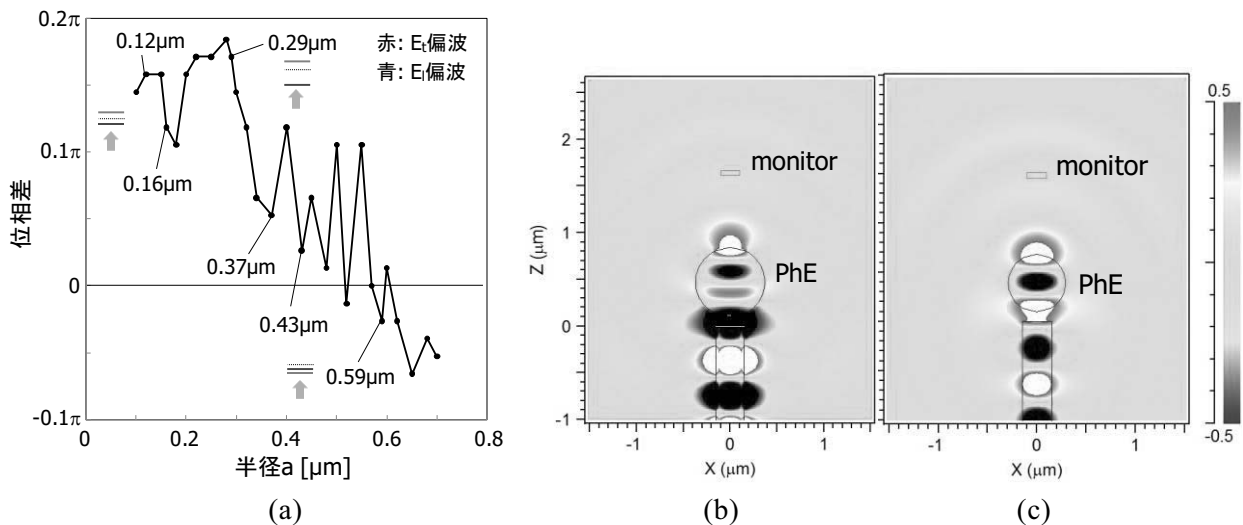 0.2π
0.12μm
0.29μm
赤: Eₜ偏波
青: Eₗ偏波
0.1π
0.16μm
位相差
0.37μm
0
0.43μm
0.59μm
-0.1π
0 0.2 0.4 0.6 0.8
半径a [μm]
(a)
2
monitor
1
Z (μm)
PhE
0
-1
-1 0 1
X (μm)
(b)
monitor
PhE
-1 0 1
X (μm)
(c)
0.5
-0.5